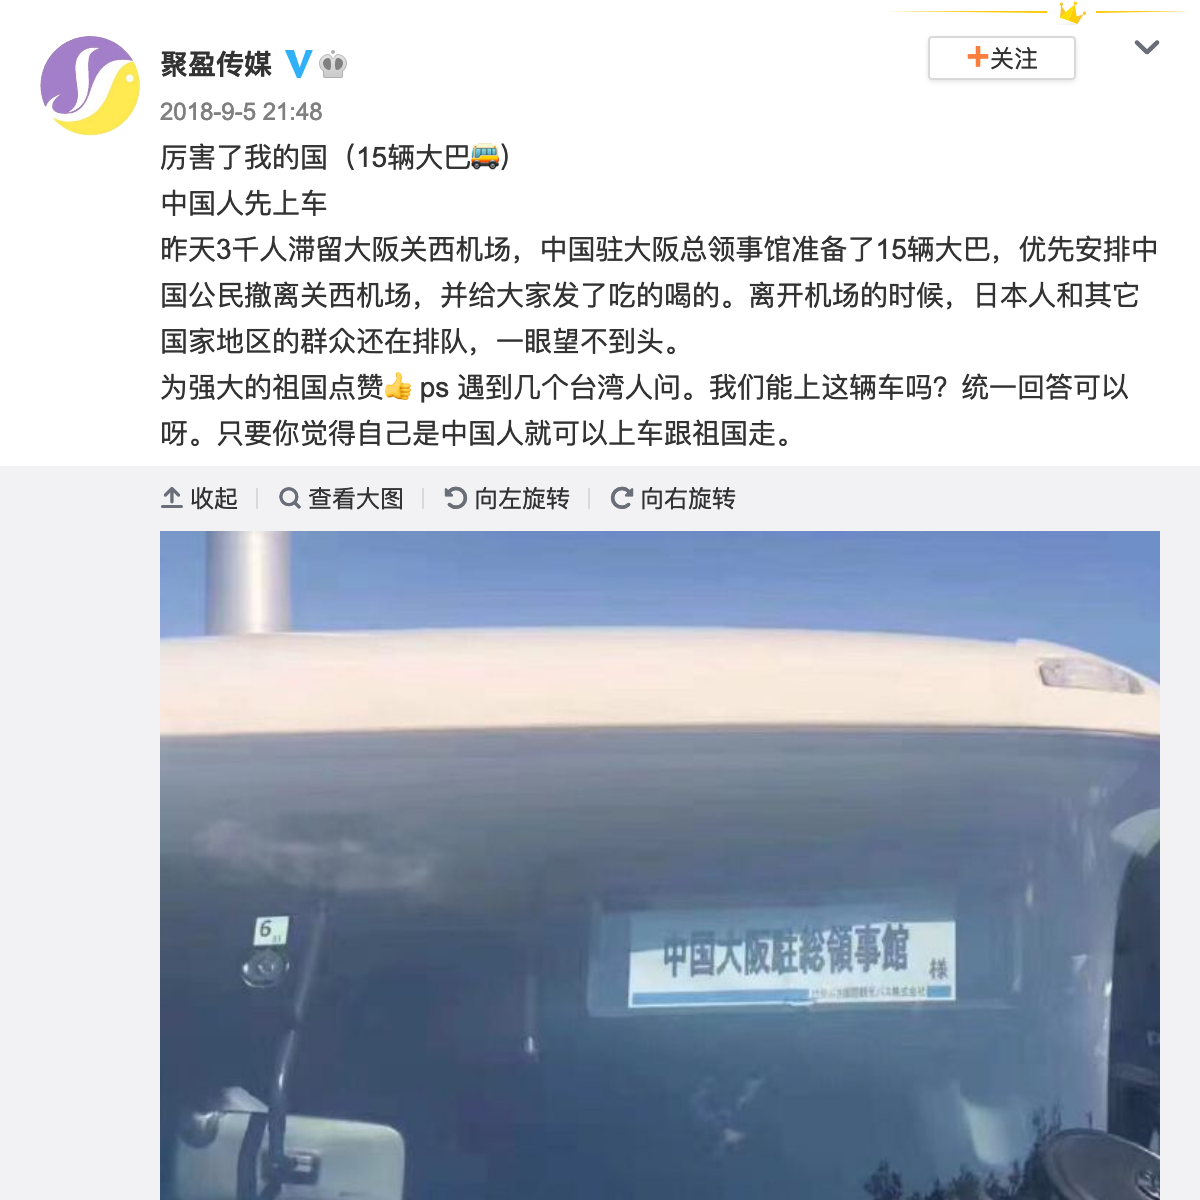 聚盈传媒
关注
2018-9-5 21:48
厉害了我的国（15辆大巴）
中国人先上车
昨天3千人滞留大阪关西机场，中国驻大阪总领事馆准备了15辆大巴，优先安排中
国公民撤离关西机场，并给大家发了吃的喝的。离开机场的时候，日本人和其它
国家地区的群众还在排队，一眼望不到头。
为强大的祖国点赞 ps 遇到几个台湾人问。我们能上这辆车吗？统一回答可以
呀。只要你觉得自己是中国人就可以上车跟祖国走。
收起
查看大图
向左旋转
向右旋转
6
中国大阪駐総領事館 様